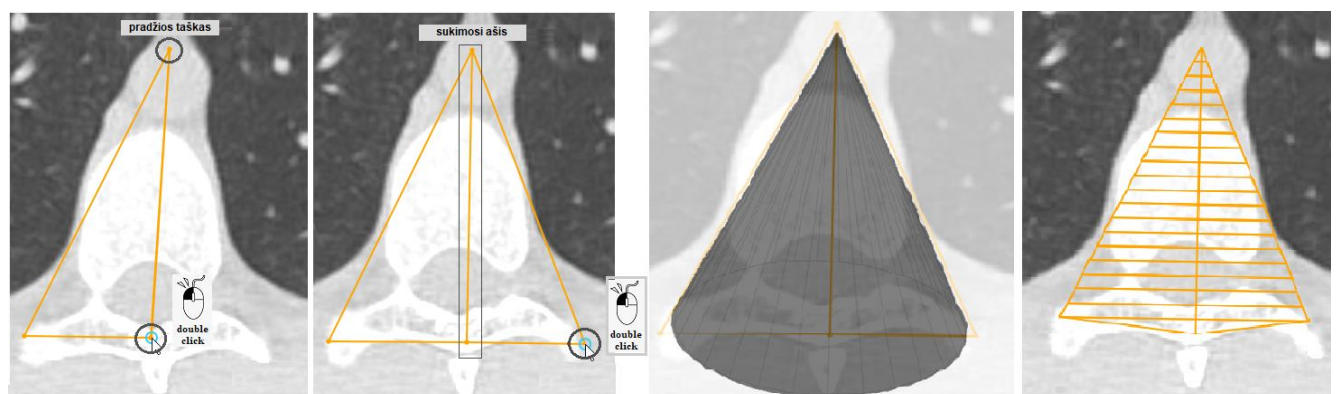 pradžios taškas
sukimosi ašis
double
click
double
click